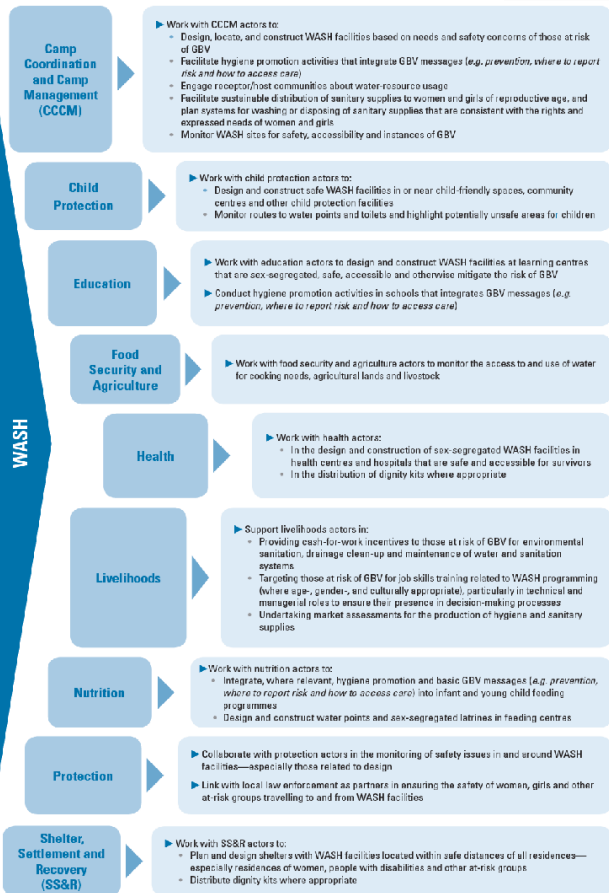 WASH
Camp
Coordination
and Camp
Management
(CCCM)
▶ Work with CCCM actors to:
• Design, locate, and construct WASH facilities based on needs and safety concerns of those at risk
of GBV
• Facilitate hygiene promotion activities that integrate GBV messages (e.g. prevention, where to report
risk and how to access care)
• Engage receptor/host communities about water-resource usage
• Facilitate sustainable distribution of sanitary supplies to women and girls of reproductive age, and
plan systems for washing or disposing of sanitary supplies that are consistent with the rights and
expressed needs of women and girls
• Monitor WASH sites for safety, accessibility and instances of GBV
Child
Protection
▶ Work with child protection actors to:
• Design and construct safe WASH facilities in or near child-friendly spaces, community
centres and other child protection facilities
• Monitor routes to water points and toilets and highlight potentially unsafe areas for children
Education
▶ Work with education actors to design and construct WASH facilities at learning centres
that are sex-segregated, safe, accessible and otherwise mitigate the risk of GBV
▶ Conduct hygiene promotion activities in schools that integrates GBV messages (e.g.
prevention, where to report risk and how to access care)
Food
Security and
Agriculture
▶ Work with food security and agriculture actors to monitor the access to and use of water
for cooking needs, agricultural lands and livestock
Health
▶ Work with health actors:
• In the design and construction of sex-segregated WASH facilities in
health centres and hospitals that are safe and accessible for survivors
• In the distribution of dignity kits where appropriate
Livelihoods
▶ Support livelihoods actors in:
• Providing cash-for-work incentives to those at risk of GBV for environmental
sanitation, drainage clean-up and maintenance of water and sanitation
systems
• Targeting those at risk of GBV for job skills training related to WASH programming
(where age-, gender-, and culturally appropriate), particularly in technical and
managerial roles to ensure their presence in decision-making processes
• Undertaking market assessments for the production of hygiene and sanitary
supplies
Nutrition
▶ Work with nutrition actors to:
• Integrate, where relevant, hygiene promotion and basic GBV messages (e.g. prevention,
where to report risk and how to access care) into infant and young child feeding
programmes
• Design and construct water points and sex-segregated latrines in feeding centres
Protection
▶ Collaborate with protection actors in the monitoring of safety issues in and around WASH
facilities—especially those related to design
▶ Link with local law enforcement as partners in ensuring the safety of women, girls and other
at-risk groups travelling to and from WASH facilities
Shelter,
Settlement and
Recovery
(SS&R)
▶ Work with SS&R actors to:
• Plan and design shelters with WASH facilities located within safe distances of all residences—
especially residences of women, people with disabilities and other at-risk groups
• Distribute dignity kits where appropriate